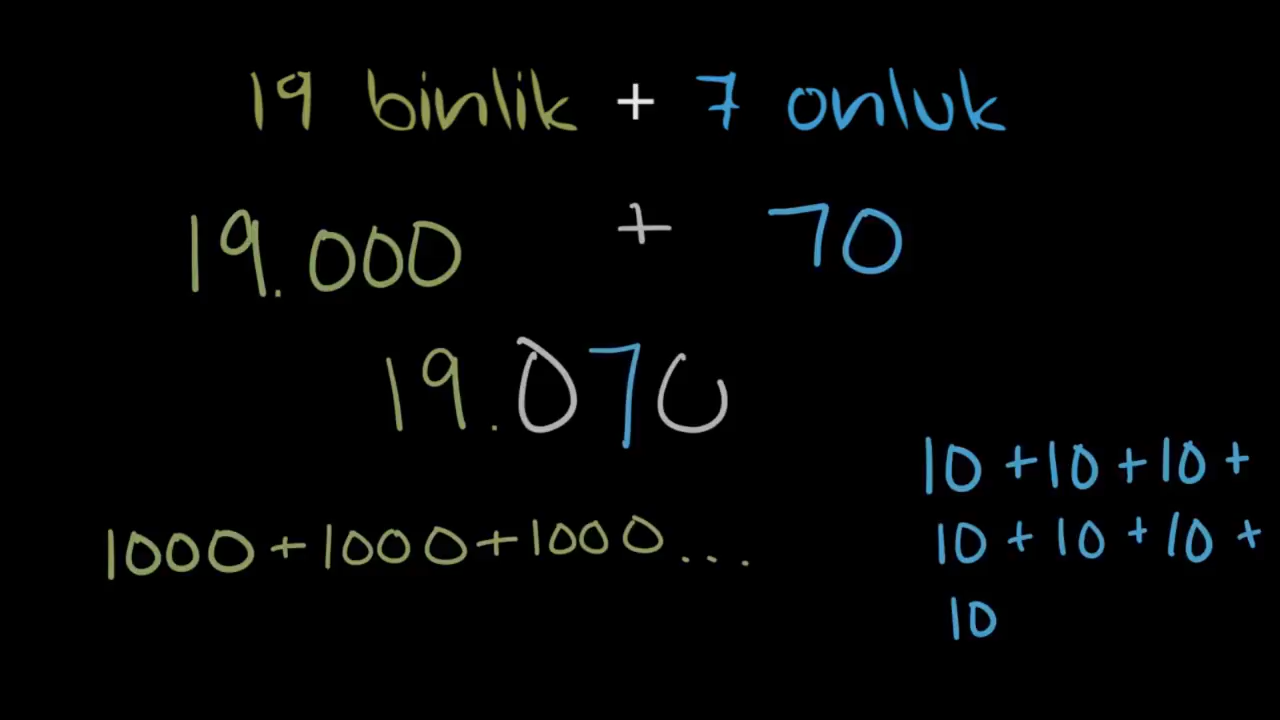 19 binlik + 7 onluk
19.000 + 70
19.070
1000 + 1000 + 1000...
10 + 10 + 10 +
10 + 10 + 10 +
10